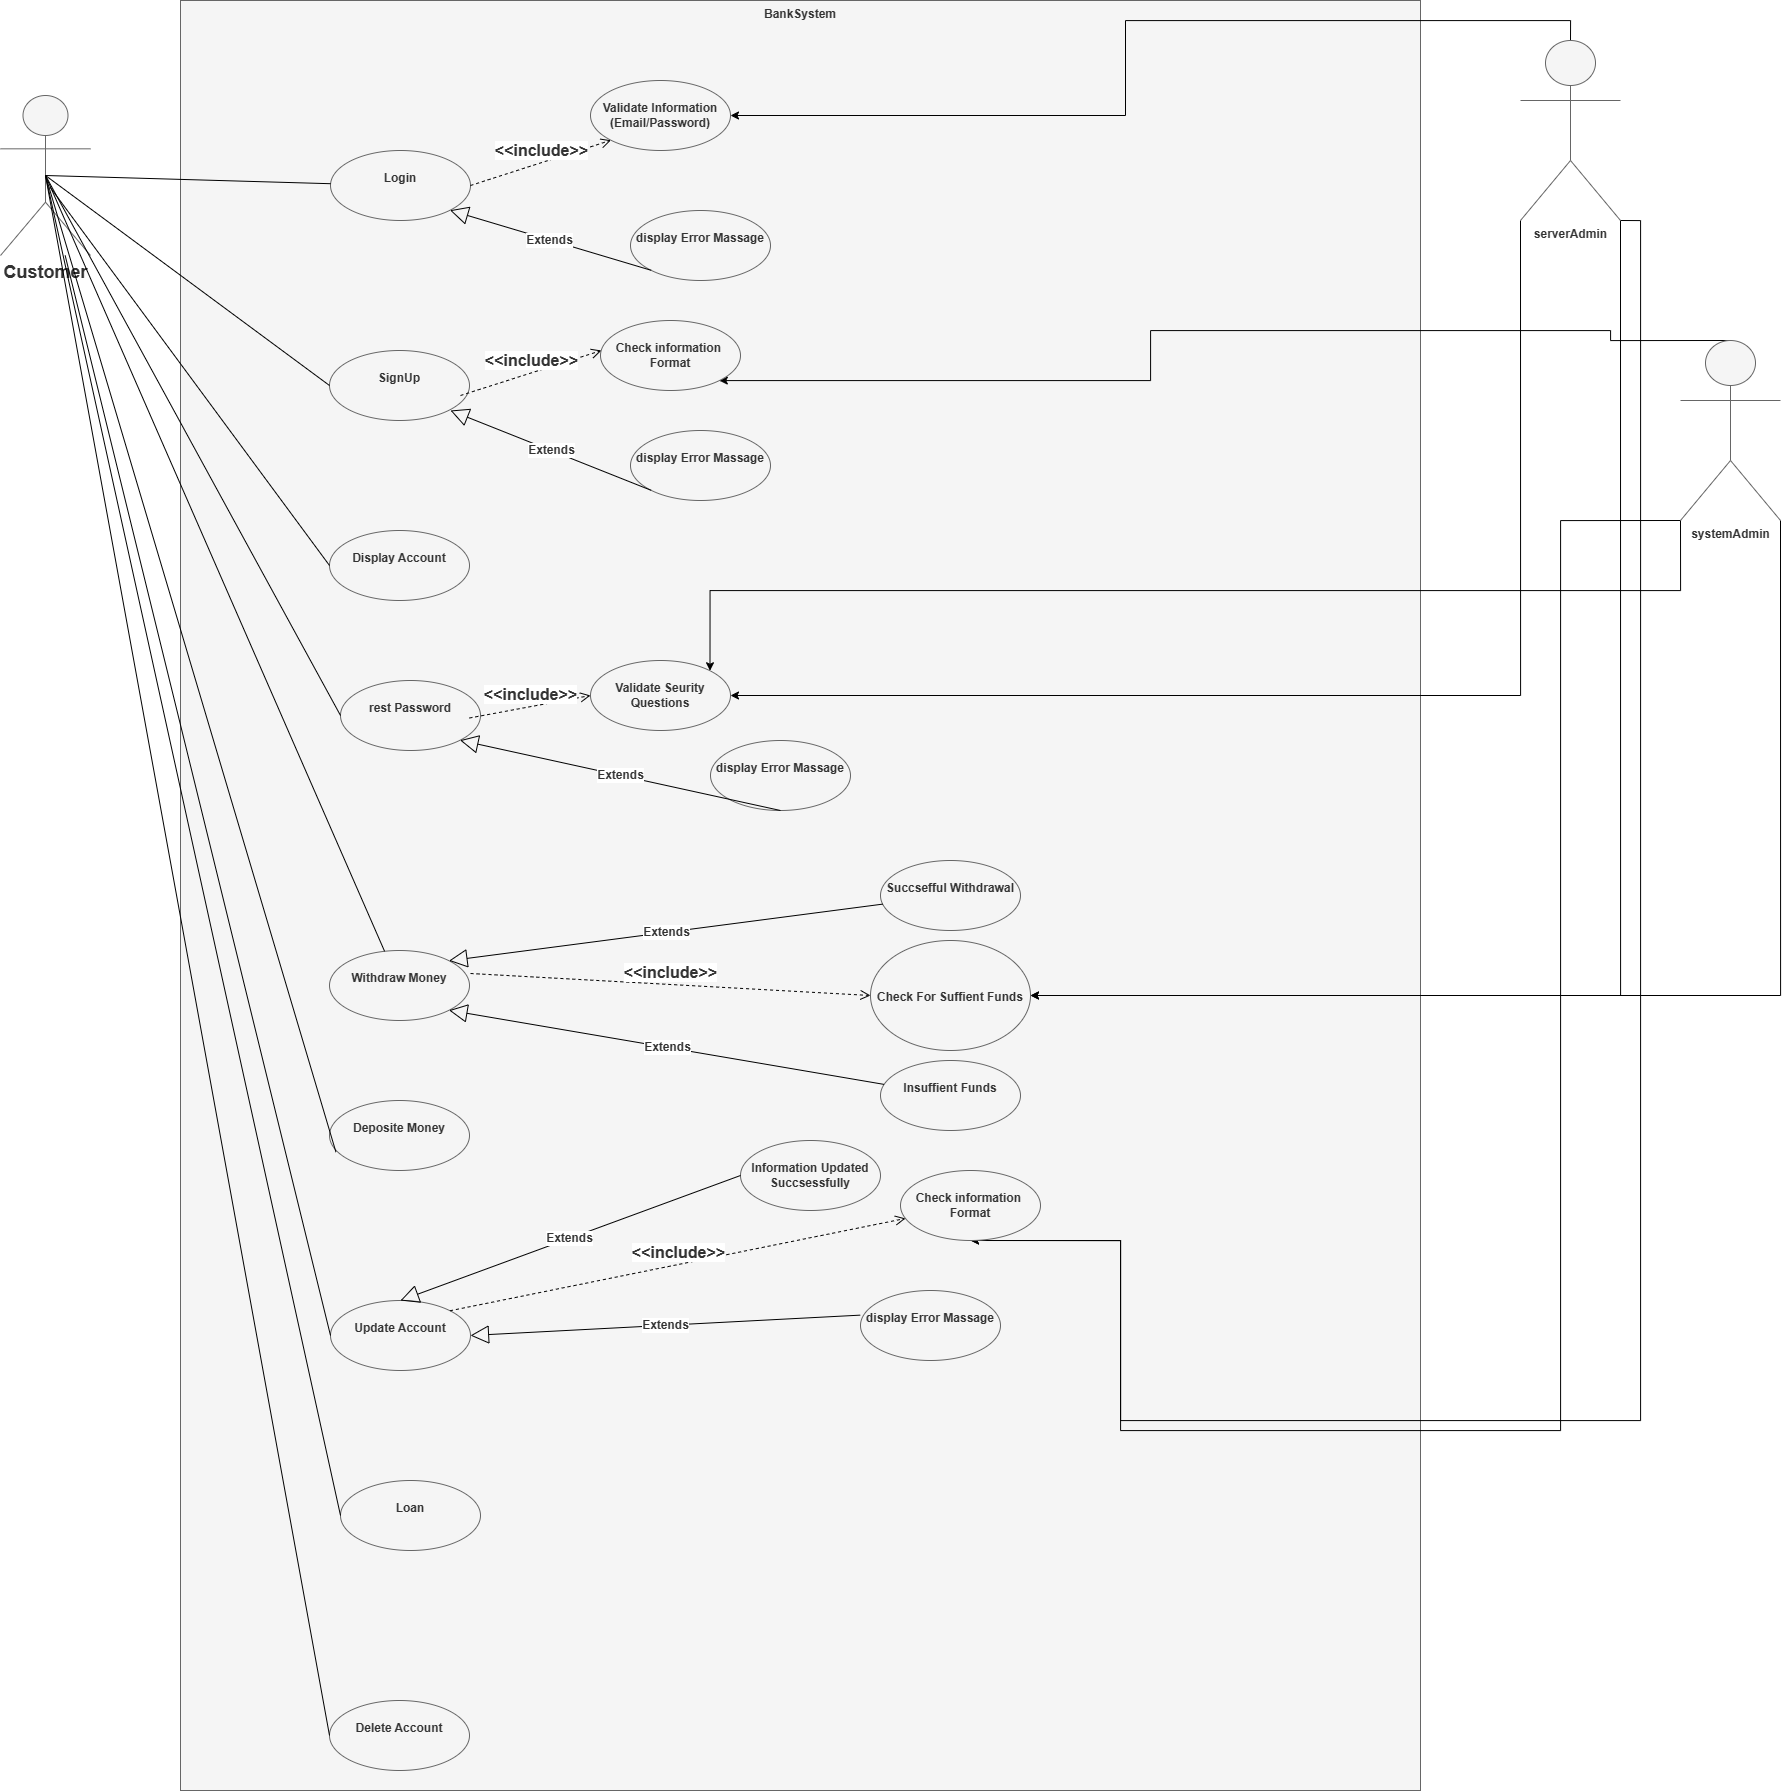 BankSystem
Validate Information
(Email/Password)
<<include>>
Login
serverAdmin
display Error Massage
Extends
Customer
Check information
Format
<<include>>
SignUp
Extends
display Error Massage
systemAdmin
Display Account
Validate Seurity
Questions
<<include>>
rest Password
display Error Massage
Extends
Succsefful Withdrawal
Extends
<<include>>
Withdraw Money
Check For Suffient Funds
Extends
Insuffient Funds
Deposite Money
Information Updated
Succsessfully
Check information
Format
Extends
<<include>>
display Error Massage
Extends
Update Account
Loan
Delete Account